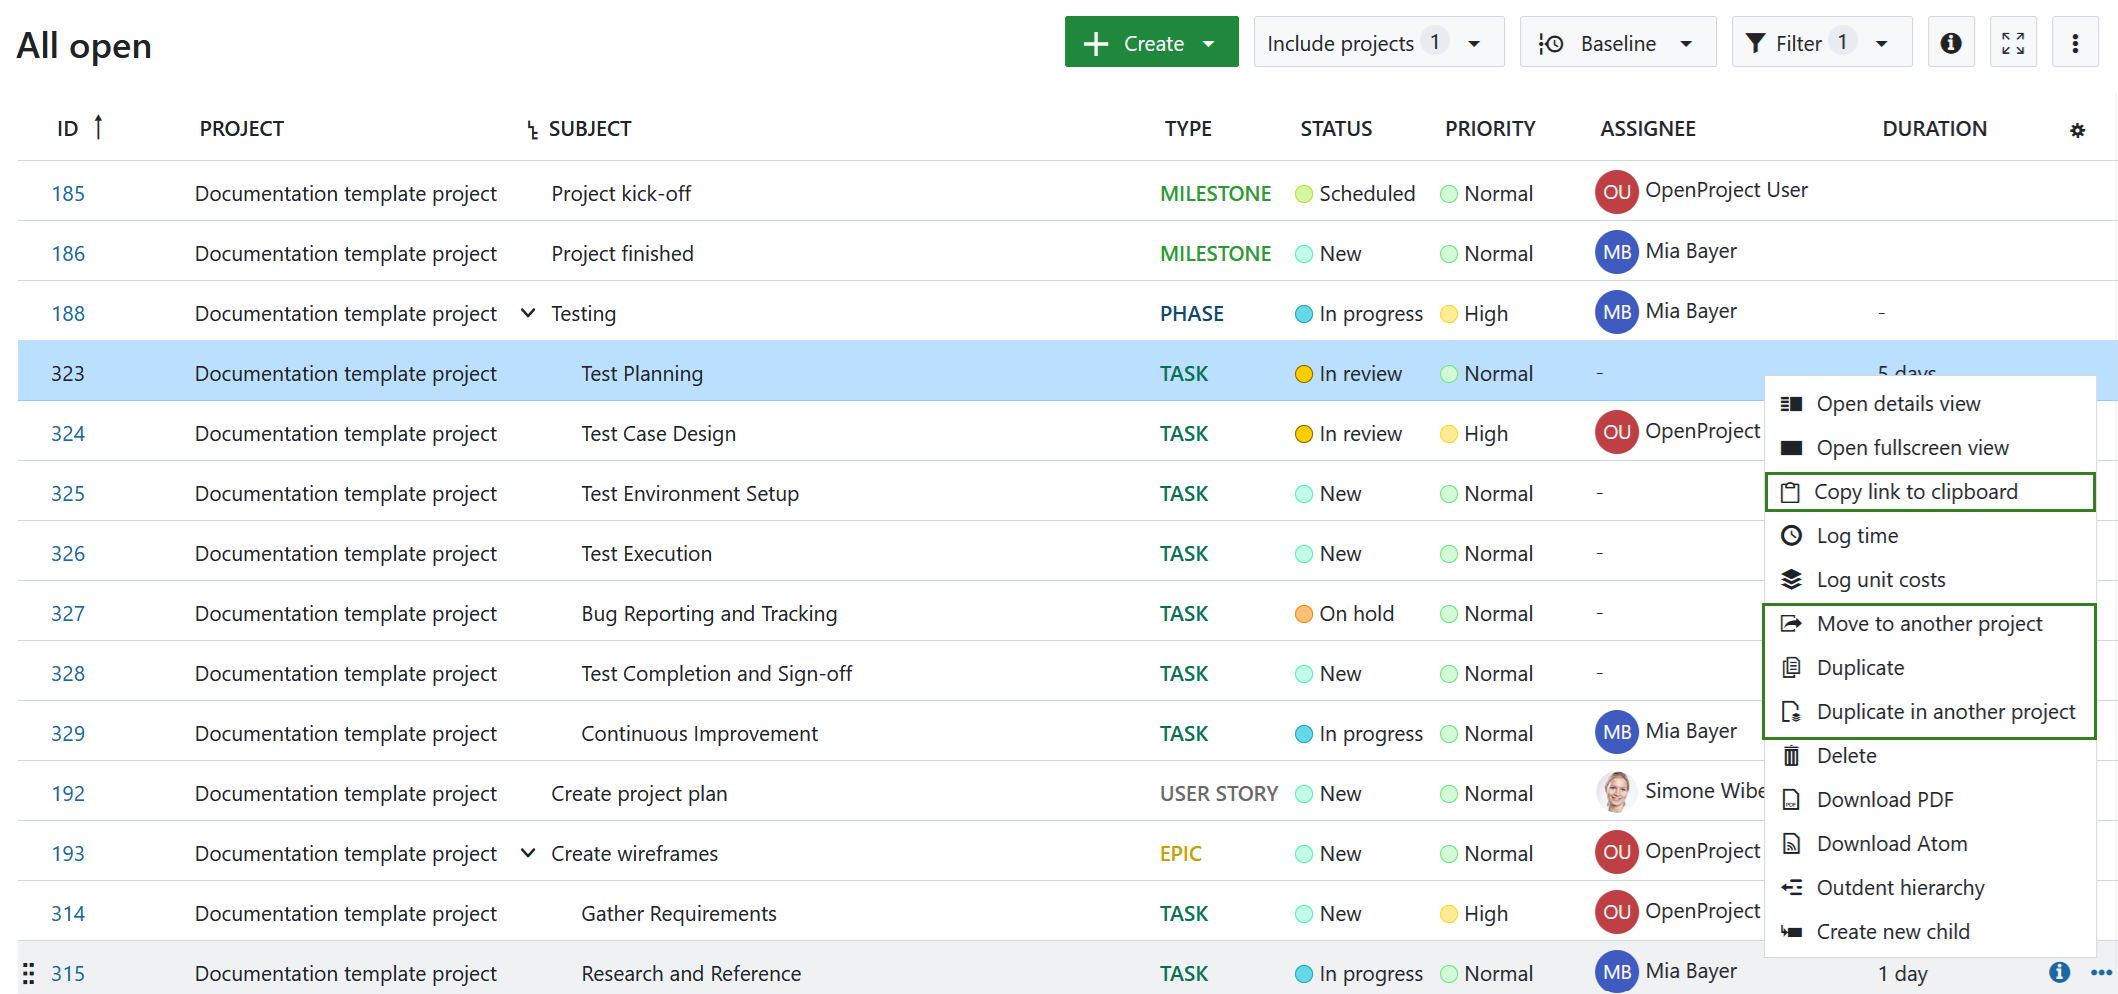 All open
Create
Include projects 1
Baseline
Filter 1
ID PROJECT SUBJECT TYPE STATUS PRIORITY ASSIGNEE DURATION
185 Documentation template project Project kick-off MILESTONE Scheduled Normal OU OpenProject User
186 Documentation template project Project finished MILESTONE New Normal MB Mia Bayer
188 Documentation template project Testing PHASE In progress High MB Mia Bayer -
323 Documentation template project Test Planning TASK In review Normal - 5 days
324 Documentation template project Test Case Design TASK In review High OU OpenProject
325 Documentation template project Test Environment Setup TASK New Normal -
326 Documentation template project Test Execution TASK New Normal -
327 Documentation template project Bug Reporting and Tracking TASK On hold Normal -
328 Documentation template project Test Completion and Sign-off TASK New Normal -
329 Documentation template project Continuous Improvement TASK In progress Normal MB Mia Bayer
192 Documentation template project Create project plan USER STORY New Normal Simone Wibe
193 Documentation template project Create wireframes EPIC New Normal OU OpenProject
314 Documentation template project Gather Requirements TASK New High OU OpenProject
315 Documentation template project Research and Reference TASK In progress Normal MB Mia Bayer 1 day
Open details view
Open fullscreen view
Copy link to clipboard
Log time
Log unit costs
Move to another project
Duplicate
Duplicate in another project
Delete
Download PDF
Download Atom
Outdent hierarchy
Create new child